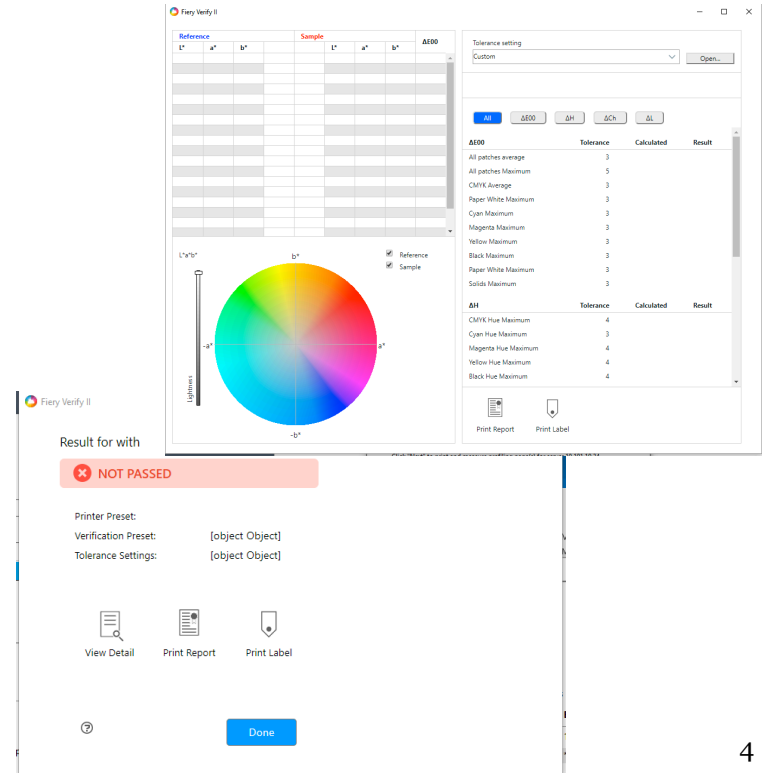 Fiery Verify II
Reference Sample ΔE00
L* a* b* L* a* b*
Tolerance setting
Custom
Open...
All ΔE00 ΔH ΔCh ΔL
ΔE00 Tolerance Calculated Result
All patches average 3
All patches Maximum 5
CMYK Average 3
Paper White Maximum 3
Cyan Maximum 3
Magenta Maximum 3
Yellow Maximum 3
Black Maximum 3
Paper White Maximum 3
Solids Maximum 3
ΔH Tolerance Calculated Result
CMYK Hue Maximum 4
Cyan Hue Maximum 3
Magenta Hue Maximum 4
Yellow Hue Maximum 4
Black Hue Maximum 4
Print Report Print Label
L*a*b*
b*
Reference
Sample
-a*
a*
Lightness
-b*
Fiery Verify II
Result for with
NOT PASSED
Printer Preset:
Verification Preset: [object Object]
Tolerance Settings: [object Object]
View Detail Print Report Print Label
Done
4